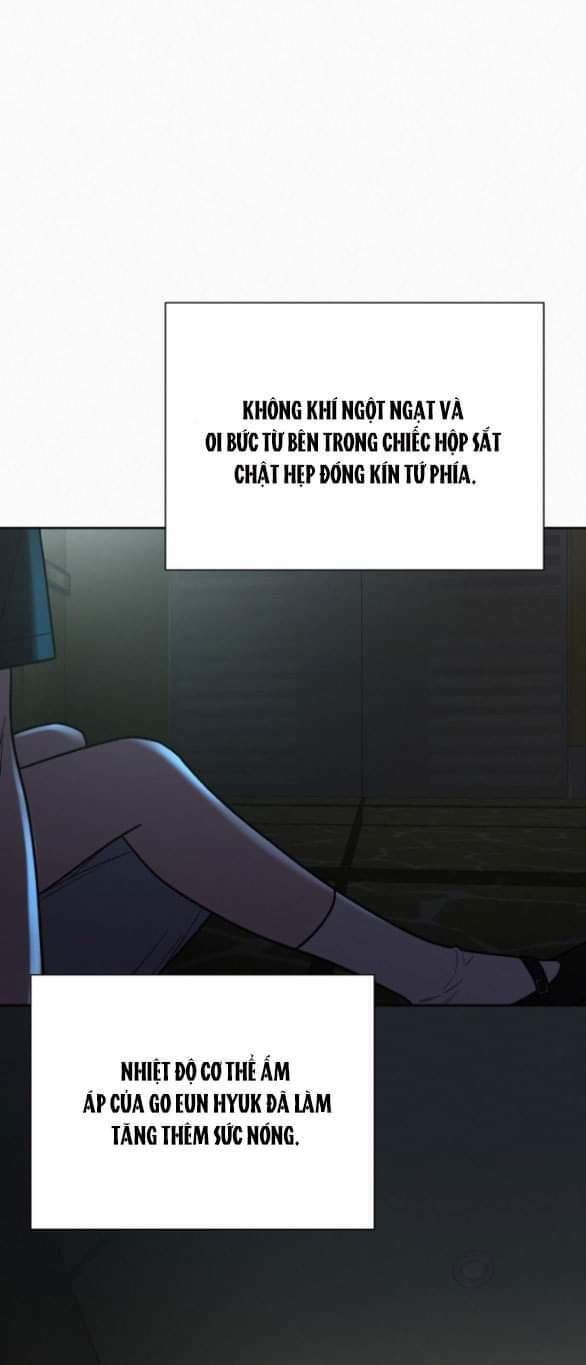 KHÔNG KHÍ NGỘT NGẠT VÀ
OI BỨC TỪ BÊN TRONG CHIẾC HỘP SẮT
CHẬT HẸP ĐÓNG KÍN TỨ PHÍA.
NHIỆT ĐỘ CƠ THỂ ẤM
ÁP CỦA GO EUN HYUK ĐÃ LÀM
TĂNG THÊM SỨC NÓNG.